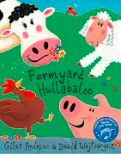 Farmyard
Hullabaloo
Giles Andreae & David Wojtowycz